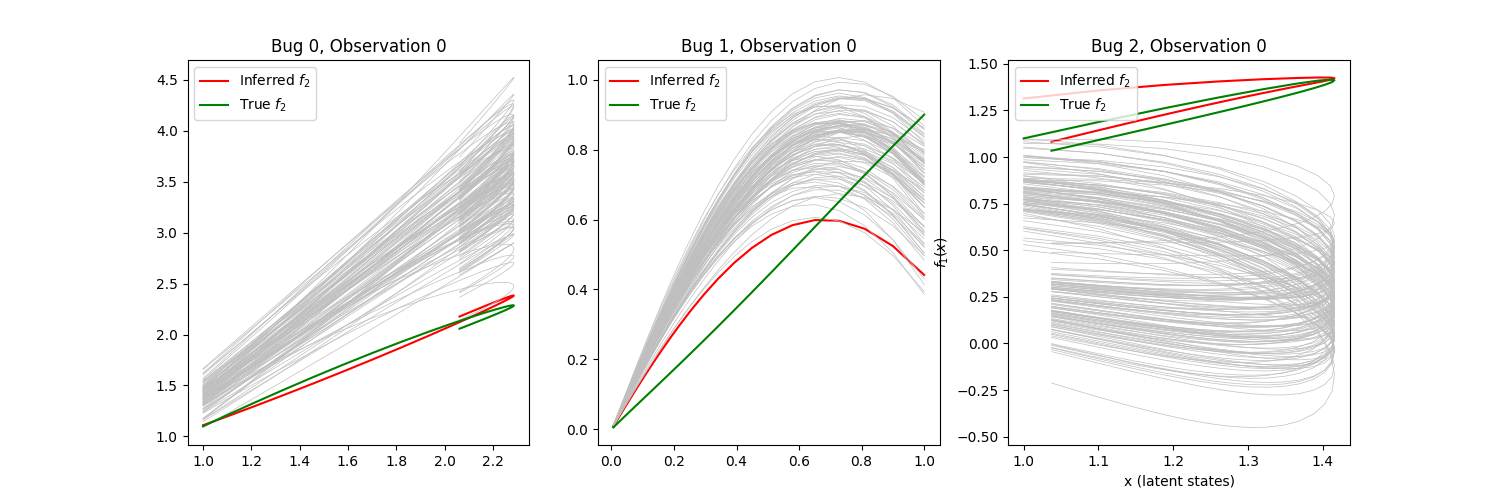 Bug 0, Observation 0
Inferred f₂
True f₂
4.5
4.0
3.5
3.0
2.5
2.0
1.5
1.0
1.0 1.2 1.4 1.6 1.8 2.0 2.2
Bug 1, Observation 0
Inferred f₂
True f₂
1.0
0.8
0.6
0.4
0.2
0.0
0.0 0.2 0.4 0.6 0.8 1.0
Bug 2, Observation 0
Inferred f₂
True f₂
f₁(x)
1.50
1.25
1.00
0.75
0.50
0.25
0.00
−0.25
−0.50
1.0 1.1 1.2 1.3 1.4
x (latent states)